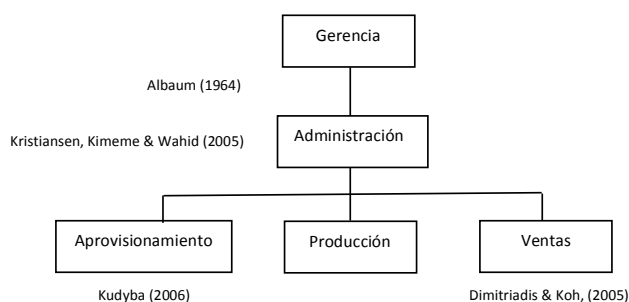 Gerencia
Albaum (1964)
Kristiansen, Kimeme & Wahid (2005)
Administración
Aprovisionamiento
Producción
Ventas
Kudyba (2006)
Dimitriadis & Koh, (2005)